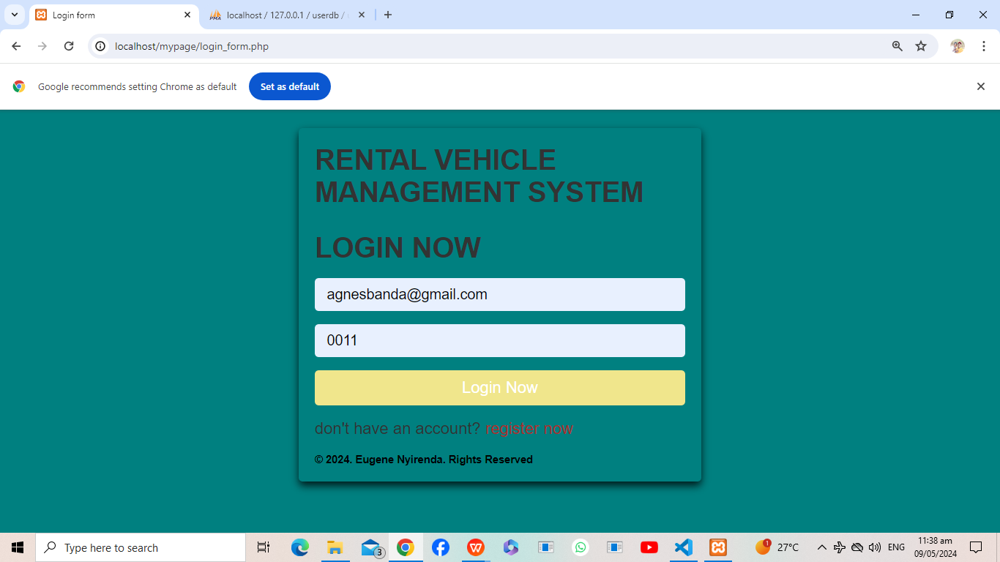 Login form
PMA
localhost / 127.0.0.1 / userdb /
localhost/mypage/login_form.php
Google recommends setting Chrome as default
Set as default
RENTAL VEHICLE
MANAGEMENT SYSTEM
LOGIN NOW
agnesbanda@gmail.com
0011
Login Now
don't have an account? register now
© 2024. Eugene Nyirenda. Rights Reserved
Type here to search
3
1
27°C
ENG
11:38 am
09/05/2024